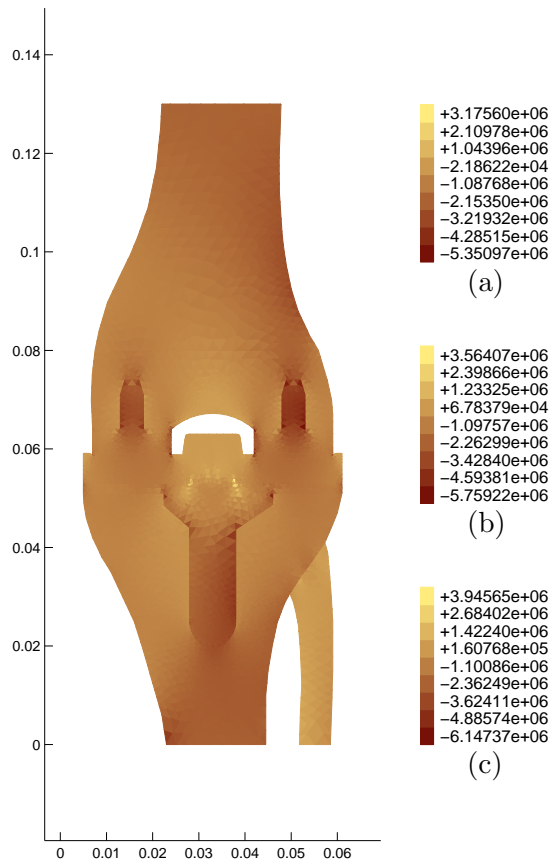 0.14
0.12
0.1
0.08
0.06
0.04
0.02
0
0 0.01 0.02 0.03 0.04 0.05 0.06
+3.17560e+06
+2.10978e+06
+1.04396e+06
−2.18622e+04
−1.08768e+06
−2.15350e+06
−3.21932e+06
−4.28515e+06
−5.35097e+06
(a)
+3.56407e+06
+2.39866e+06
+1.23325e+06
+6.78379e+04
−1.09757e+06
−2.26299e+06
−3.42840e+06
−4.59381e+06
−5.75922e+06
(b)
+3.94565e+06
+2.68402e+06
+1.42240e+06
+1.60768e+05
−1.10086e+06
−2.36249e+06
−3.62411e+06
−4.88574e+06
−6.14737e+06
(c)